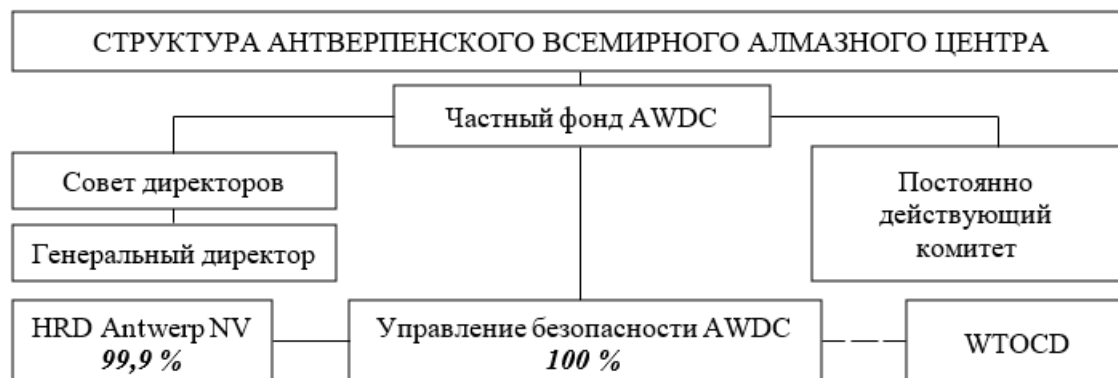 СТРУКТУРА АНТВЕРПЕНСКОГО ВСЕМИРНОГО АЛМАЗНОГО ЦЕНТРА
Частный фонд AWDC
Совет директоров
Генеральный директор
Постоянно
действующий
комитет
HRD Antwerp NV
99,9 %
Управление безопасности AWDC
100 %
WTOCD